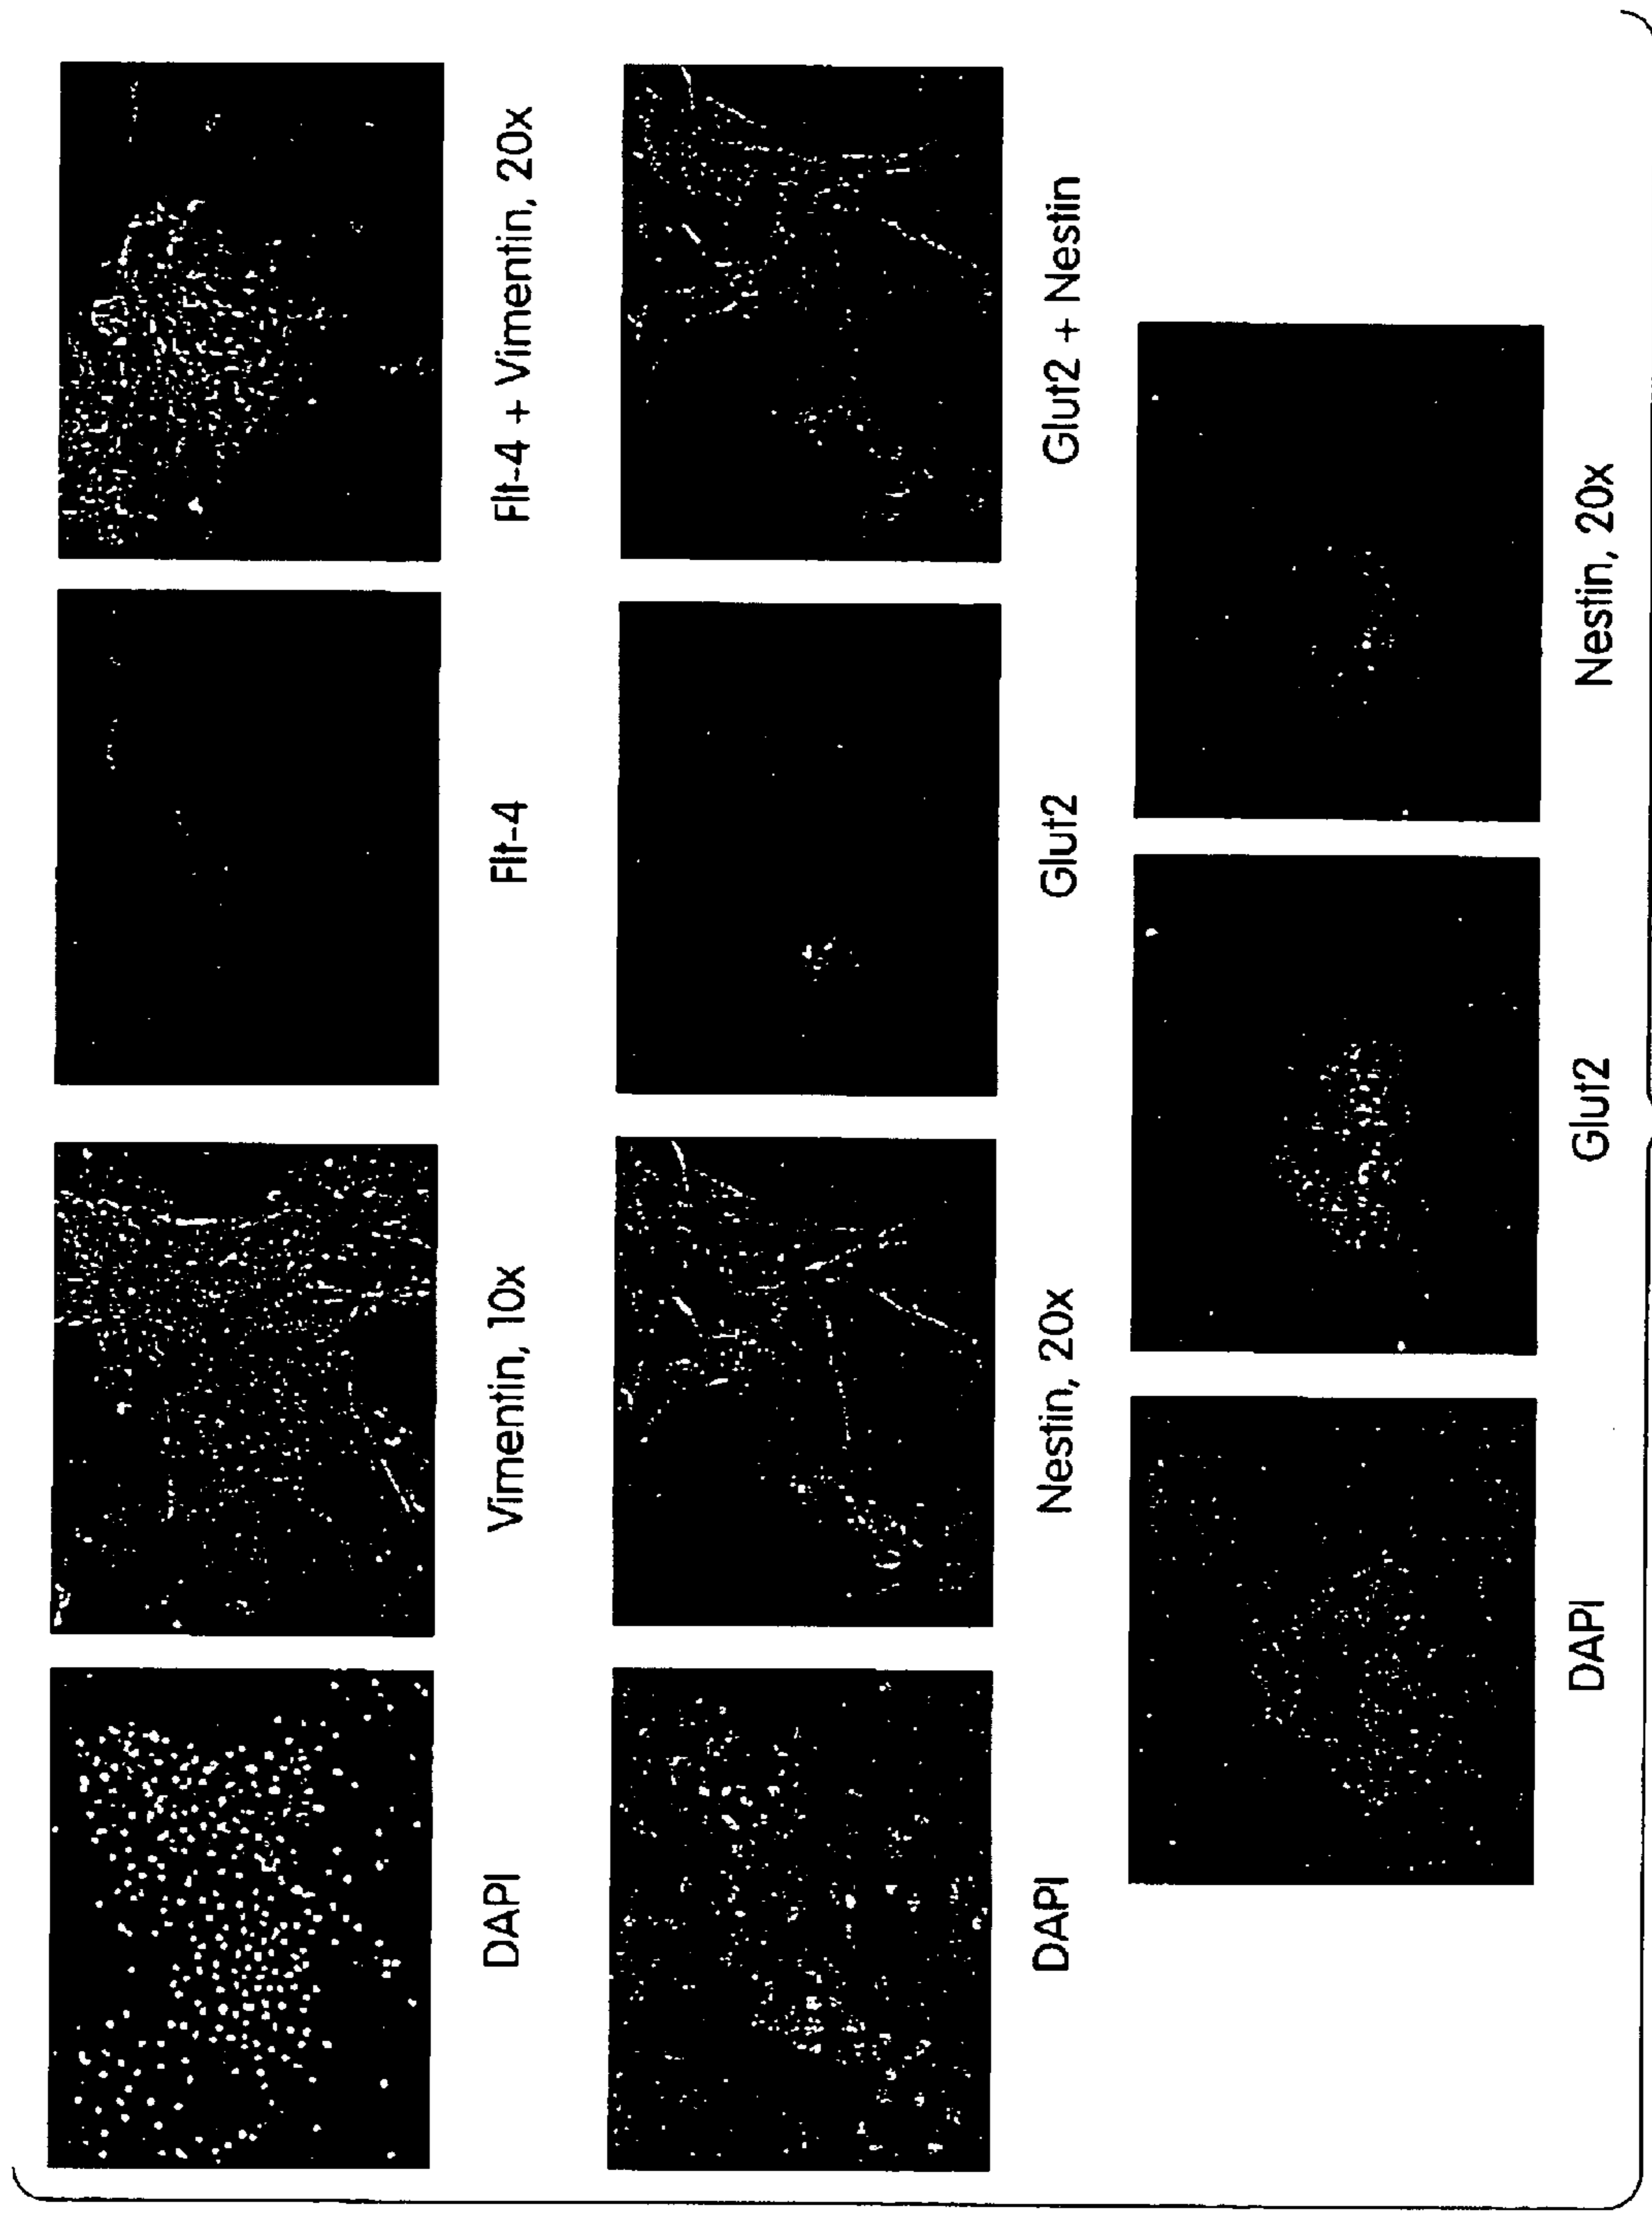 DAPI
Vimentin, 10x
Flt-4
Flt-4 + Vimentin, 20x
DAPI
Nestin, 20x
Glut2
Glut2 + Nestin
DAPI
Glut2
Nestin, 20x